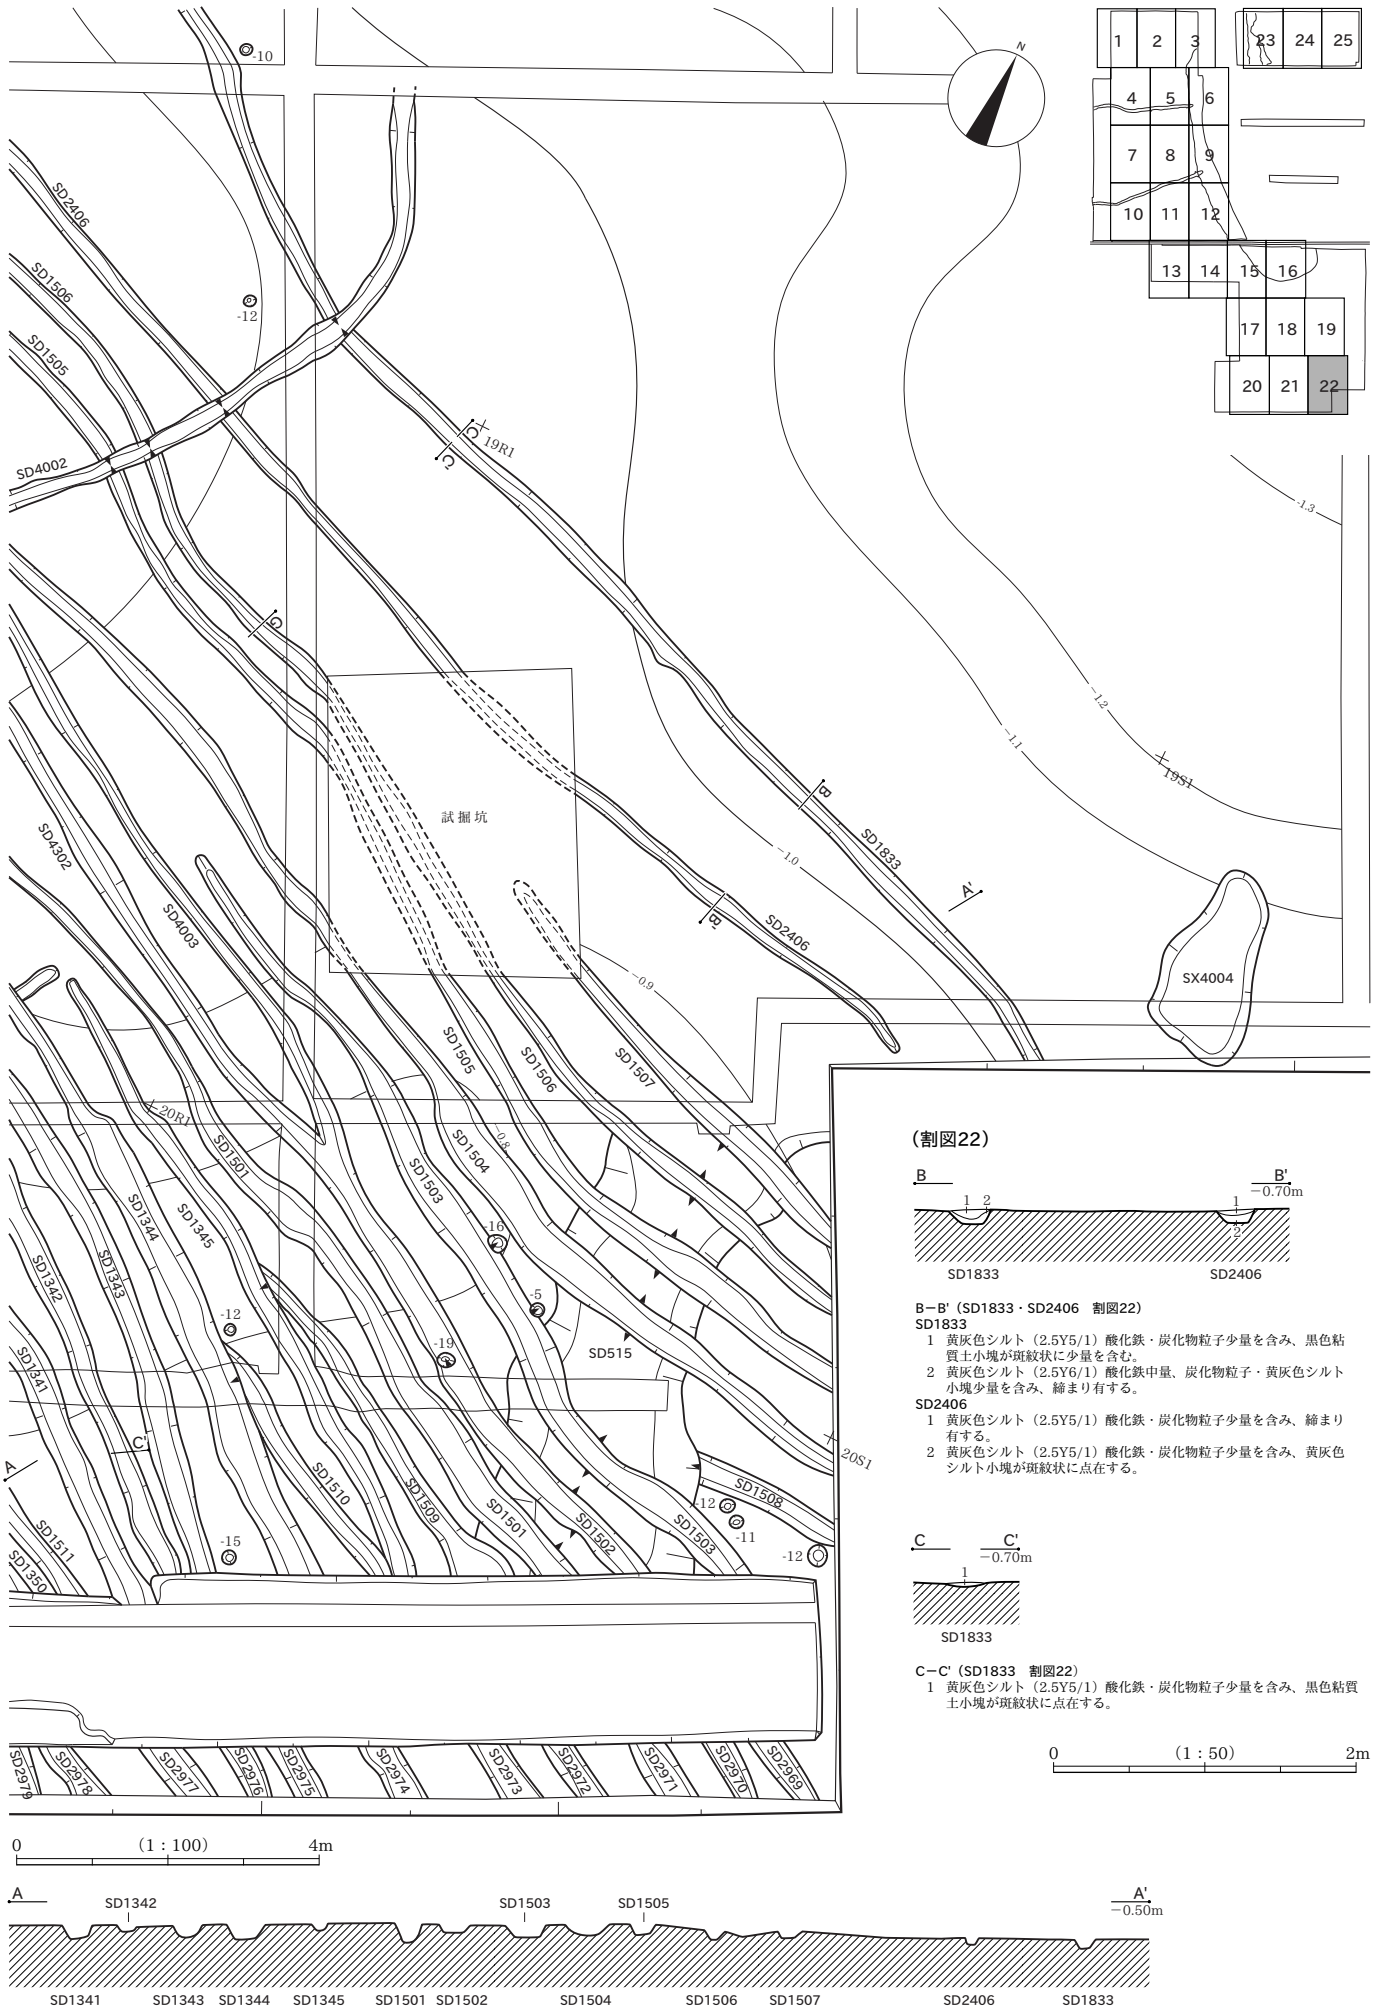 -10
N
1 2 3 23 24 25
4 5 6
7 8 9
10 11 12
13 14 15 16
17 18 19
20 21 22
SD2406
SD1506
-12
SD1505
SD4002
C'
C
19R1
-1.3
G
-1.2
-1.1
19S1
試掘坑
B
SD1833
-1.0
A'
SD4302
SD4003
B'
SD2406
-0.9
SX4004
SD1505
SD1506
SD1507
20R1
-0.8
SD1501
SD1504
SD1503
SD1344
SD1345
-16
SD1342
SD1343
-5
-12
-19
SD515
SD1341
C'
A
20S1
SD1510
SD1509
SD1501
SD1502
SD1503
SD1508
-12
-11
-12
SD1511
SD1350
-15
SD2979
SD2978
SD2977
SD2976
SD2975
SD2974
SD2973
SD2972
SD2971
SD2970
SD2969
(割図22)
B B'
-0.70m
1 2 1
2
SD1833 SD2406
B-B'(SD1833・SD2406 割図22)
SD1833
1 黄灰色シルト(2.5Y5/1)酸化鉄・炭化物粒子少量を含み、黒色粘
質土小塊が斑紋状に少量を含む。
2 黄灰色シルト(2.5Y6/1)酸化鉄中量、炭化物粒子・黄灰色シルト
小塊少量を含み、締まり有する。
SD2406
1 黄灰色シルト(2.5Y5/1)酸化鉄・炭化物粒子少量を含み、締まり
有する。
2 黄灰色シルト(2.5Y5/1)酸化鉄・炭化物粒子少量を含み、黄灰色
シルト小塊が斑紋状に点在する。
C C'
-0.70m
1
SD1833
C-C'(SD1833 割図22)
1 黄灰色シルト(2.5Y5/1)酸化鉄・炭化物粒子少量を含み、黒色粘質
土小塊が斑紋状に点在する。
0 (1:50) 2m
0 (1:100) 4m
A A'
-0.50m
SD1342 SD1503 SD1505
SD1341 SD1343 SD1344 SD1345 SD1501 SD1502 SD1504 SD1506 SD1507 SD2406 SD1833